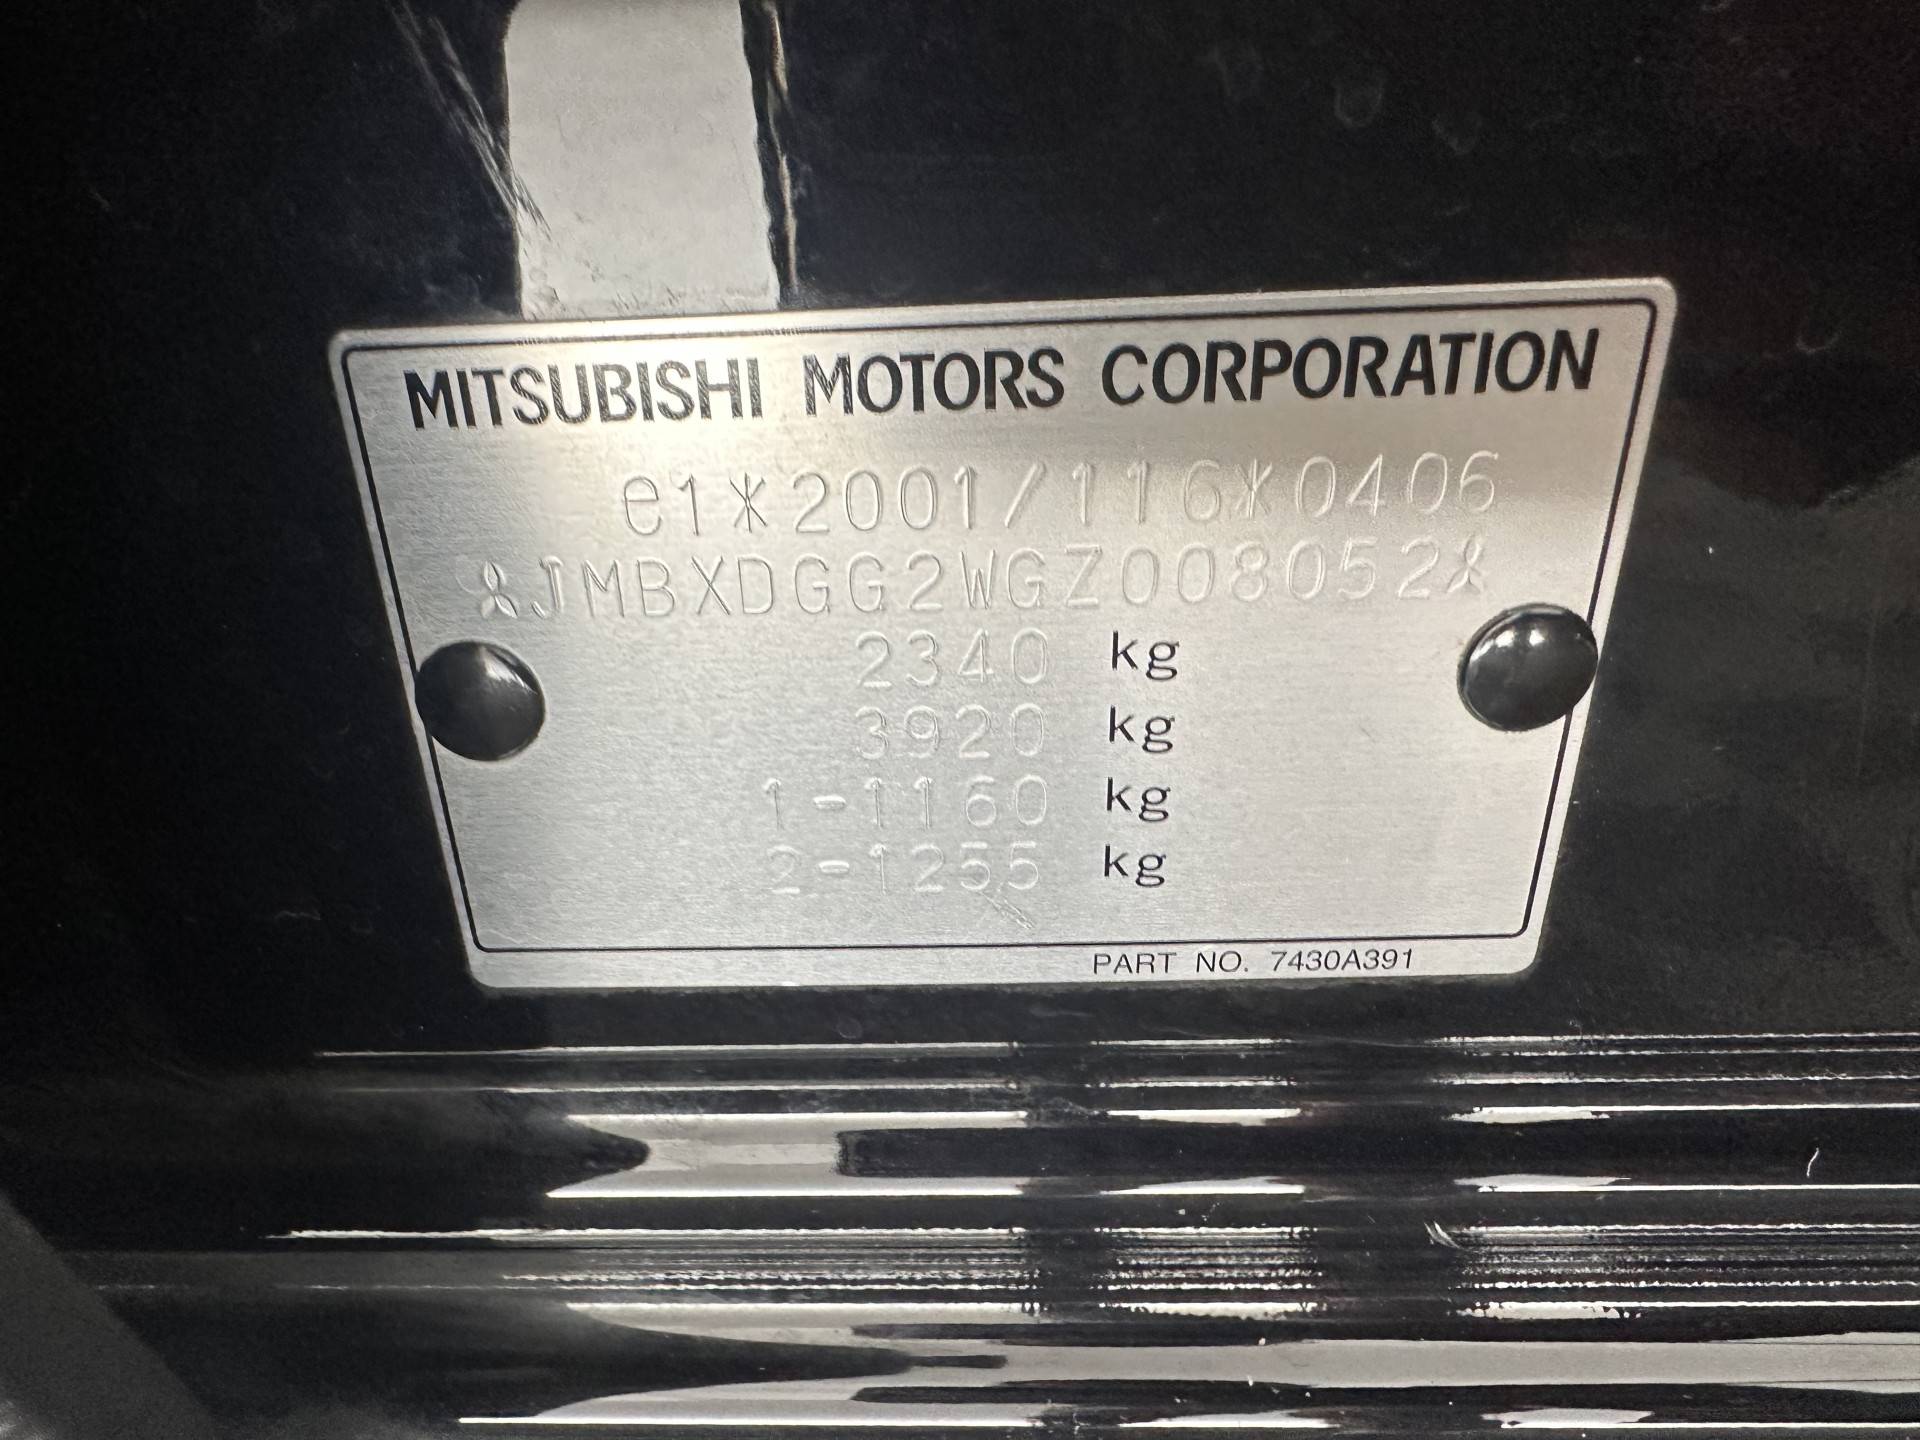 MITSUBISHI MOTORS CORPORATION
e1*2001/116*0406
JMBXDGG2WGZ008052
2340 kg
3920 kg
1-1160 kg
2-1255 kg
PART NO. 7430A391